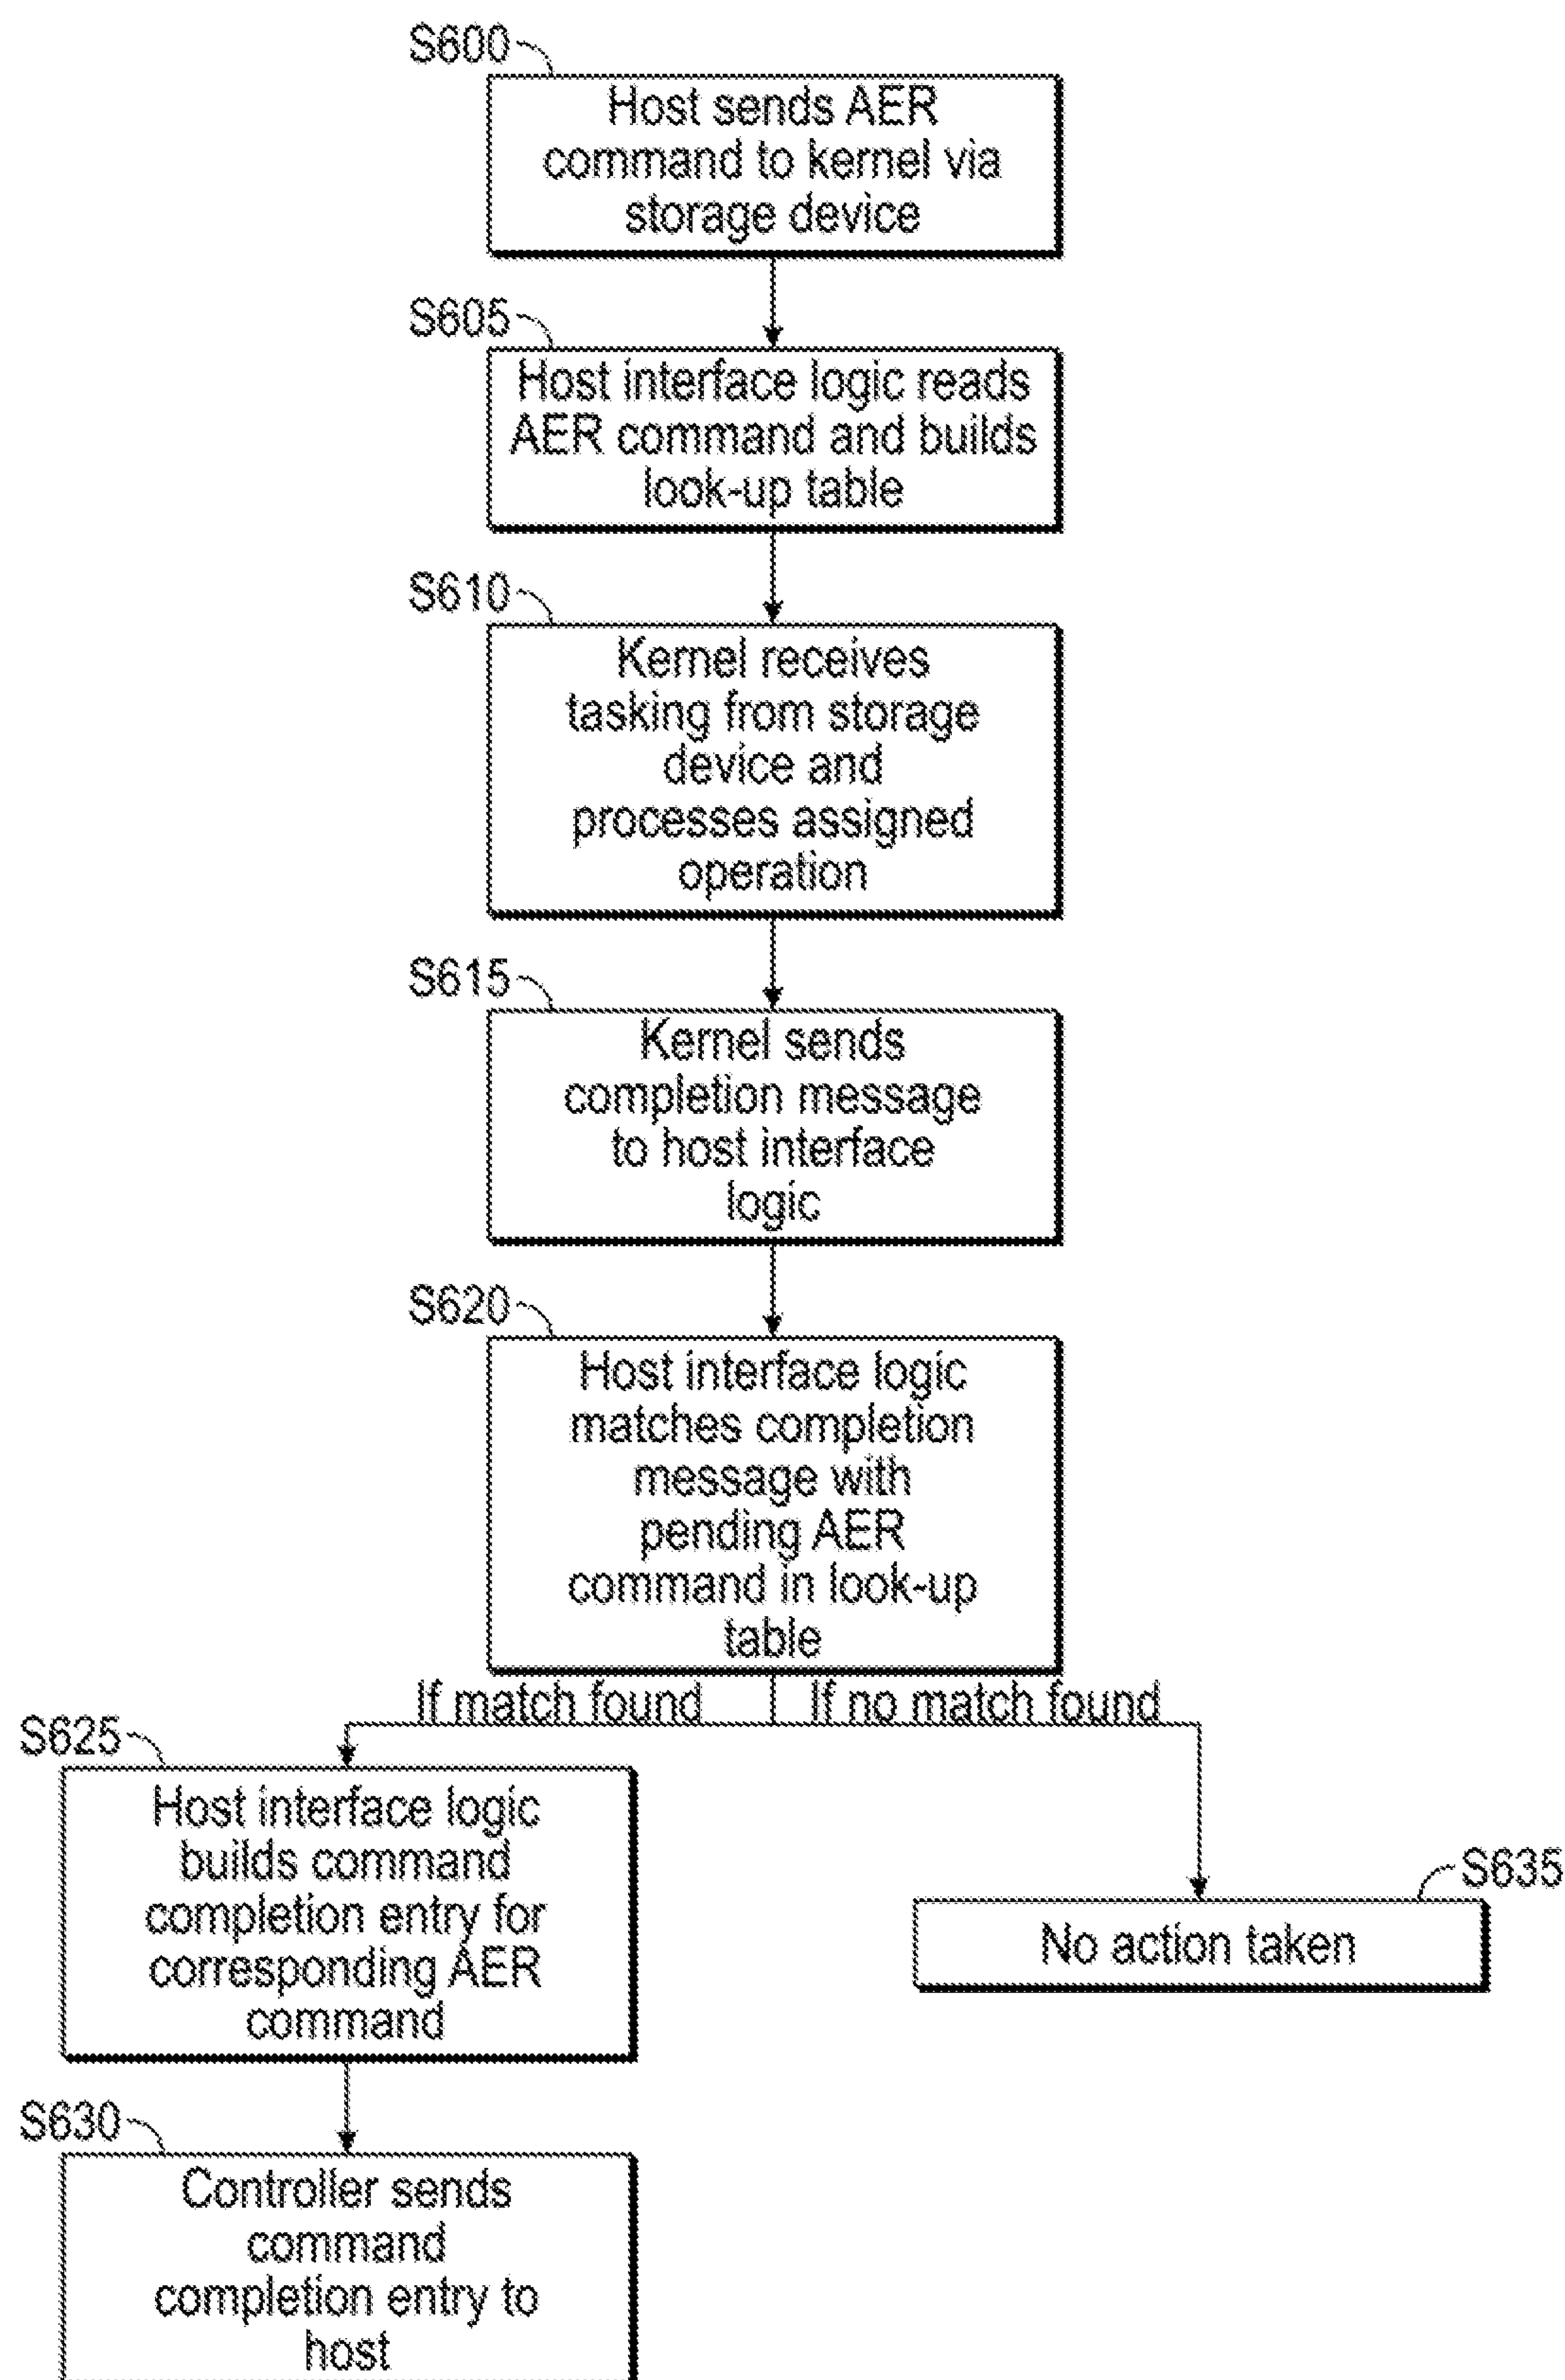 S600
Host sends AER
command to kernel via
storage device
S605
Host interface logic reads
AER command and builds
look-up table
S610
Kernel receives
tasking from storage
device and
processes assigned
operation
S615
Kernel sends
completion message
to host interface
logic
S620
Host interface logic
matches completion
message with
pending AER
command in look-up
table
If match found
If no match found
S625
Host interface logic
builds command
completion entry for
corresponding AER
command
S635
No action taken
S630
Controller sends
command
completion entry to
host